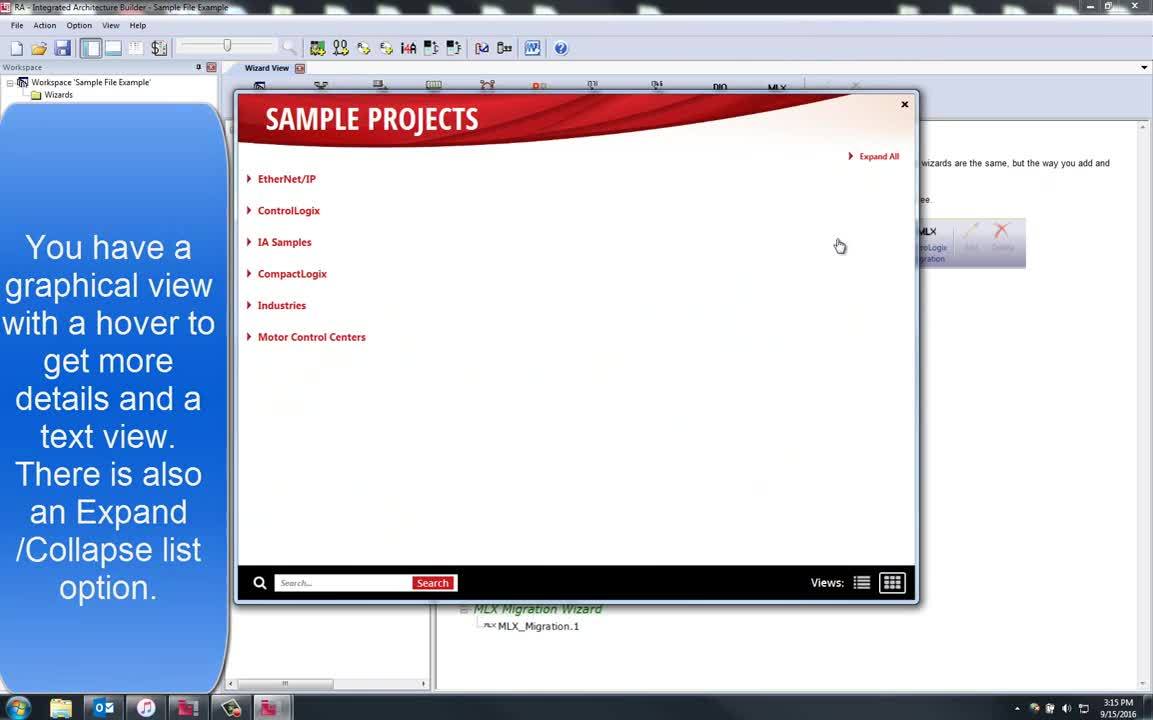 RA - Integrated Architecture Builder - Sample File Example
File Action Option View Help
Workspace
Wizard View
Workspace 'Sample File Example'
Wizards
SAMPLE PROJECTS
Expand All
EtherNet/IP
ControlLogix
IA Samples
CompactLogix
Industries
Motor Control Centers
Search...
Search
Views:
You have a
graphical view
with a hover to
get more
details and a
text view.
There is also
an Expand
/Collapse list
option.
wizards are the same, but the way you add and
ee.
MLX
MLX Migration Wizard
MLX_Migration.1
3:15 PM
9/15/2016